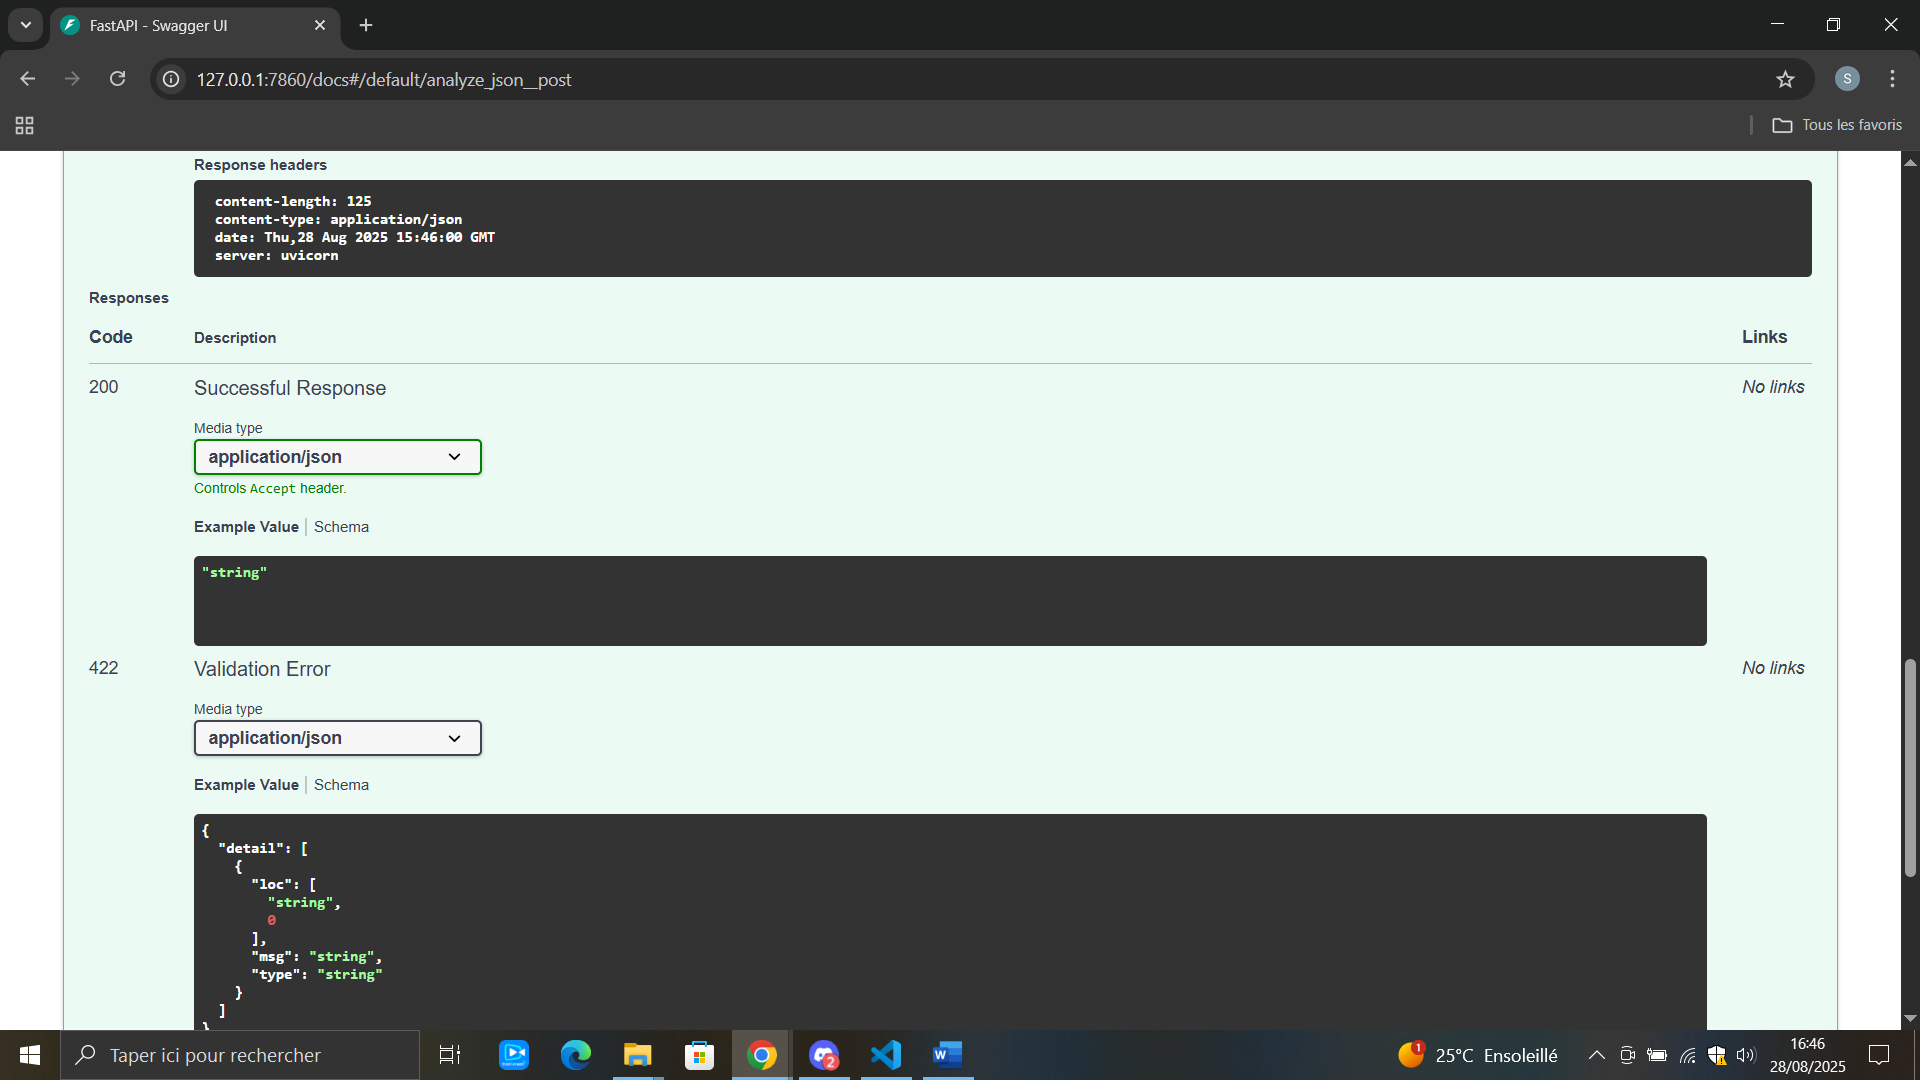 FastAPI - Swagger UI
127.0.0.1:7860/docs#/default/analyze_json__post
S
Tous les favoris
Response headers
content-length: 125
content-type: application/json
date: Thu,28 Aug 2025 15:46:00 GMT
server: uvicorn
Responses
Code Description Links
200 Successful Response No links
Media type
application/json
Controls Accept header.
Example Value Schema
"string"
422 Validation Error No links
Media type
application/json
Example Value Schema
{
"detail": [
{
"loc": [
"string",
0
],
"msg": "string",
"type": "string"
}
]
}
Taper ici pour rechercher
2
W
1
25°C Ensoleillé
16:46
28/08/2025